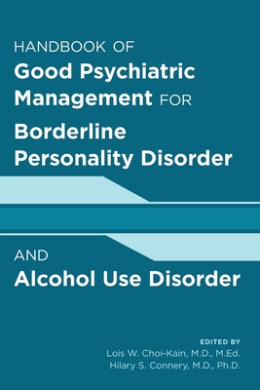 HANDBOOK OF
Good Psychiatric
Management FOR
Borderline
Personality Disorder
AND
Alcohol Use Disorder
EDITED BY
Lois W. Choi-Kain, M.D., M.Ed.
Hilary S. Connery, M.D., Ph.D.